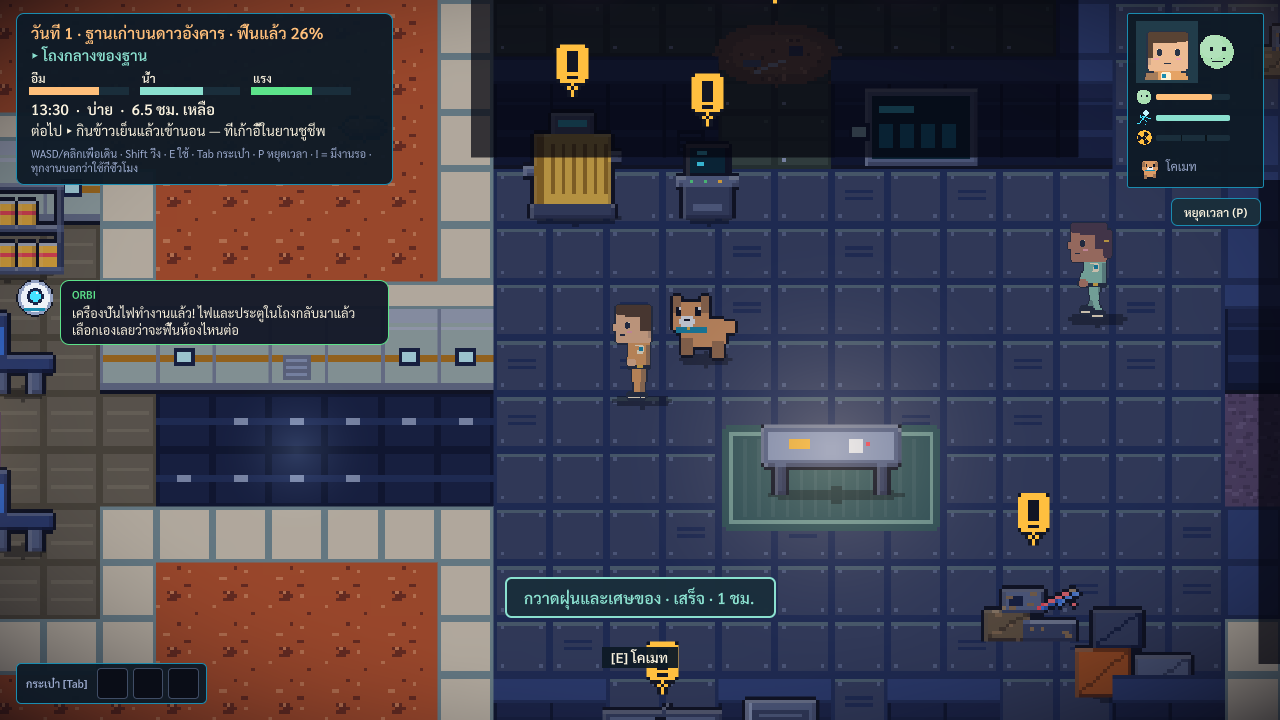 วันที่ 1 · ฐานเก่าบนดาวอังคาร · ฟื้นแล้ว 26%
▸ โถงกลางของฐาน
อิ่ม น้ำ แรง
13:30 · บ่าย · 6.5 ชม. เหลือ
ต่อไป ▸ กินข้าวเย็นแล้วเข้านอน — ที่เก้าอี้ในยานชูชีพ
WASD/คลิกเพื่อเดิน · Shift วิ่ง · E ใช้ · Tab กระเป๋า · P หยุดเวลา · ! = มีงานรอ ·
ทุกงานบอกว่าใช้กี่ชั่วโมง
โคเมท
หยุดเวลา (P)
ORBI
เครื่องปั่นไฟทำงานแล้ว! ไฟและประตูในโถงกลับมาแล้ว
เลือกเองเลยว่าจะฟื้นห้องไหนต่อ
กวาดฝุ่นและเศษของ · เสร็จ · 1 ชม.
[E] โคเมท
กระเป๋า [Tab]